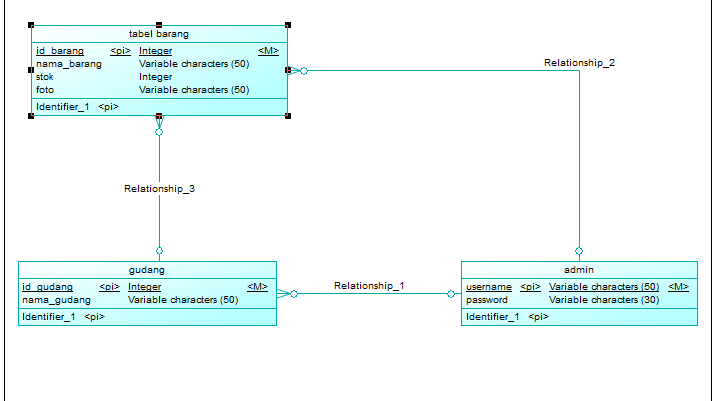 tabel barang
id_barang <pi> Integer <M>
nama_barang Variable characters (50)
stok Integer
foto Variable characters (50)
Identifier_1 <pi>
Relationship_2
Relationship_3
gudang
id_gudang <pi> Integer <M>
nama_gudang Variable characters (50)
Identifier_1 <pi>
Relationship_1
admin
username <pi> Variable characters (50) <M>
password Variable characters (30)
Identifier_1 <pi>